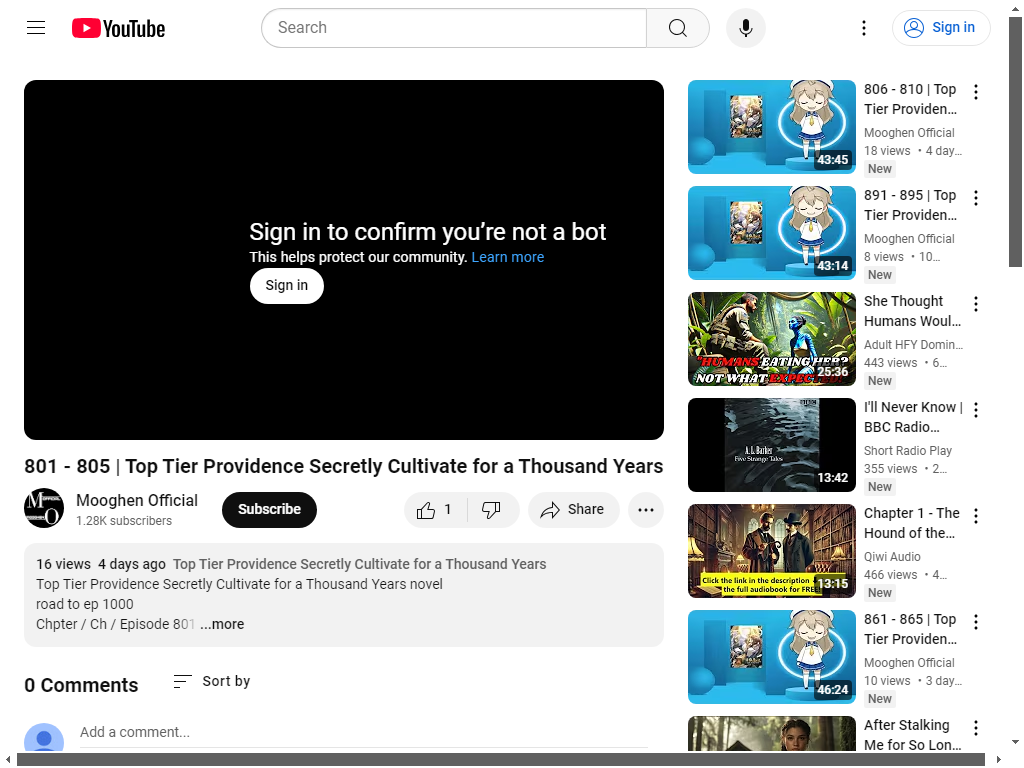 YouTube
Search
Sign in
Sign in to confirm you're not a bot
This helps protect our community. Learn more
Sign in
801 - 805 | Top Tier Providence Secretly Cultivate for a Thousand Years
Mooghen Official
1.28K subscribers
Subscribe
1
Share
16 views 4 days ago Top Tier Providence Secretly Cultivate for a Thousand Years
Top Tier Providence Secretly Cultivate for a Thousand Years novel
road to ep 1000
Chpter / Ch / Episode 801 ...more
0 Comments
Sort by
Add a comment...
43:45
806 - 810 | Top
Tier Providen...
Mooghen Official
18 views • 4 day...
New
43:14
891 - 895 | Top
Tier Providen...
Mooghen Official
8 views • 10...
New
"HUMANS EATING HER?
NOT WHAT EXPECTED
25:36
She Thought
Humans Woul...
Adult HFY Domin...
443 views • 6...
New
BBC
A. L. Barker
Five Strange Tales
13:42
I'll Never Know |
BBC Radio...
Short Radio Play
355 views • 2...
New
Click the link in the description
the full audiobook for FREE
13:15
Chapter 1 - The
Hound of the...
Qiwi Audio
466 views • 4...
New
46:24
861 - 865 | Top
Tier Providen...
Mooghen Official
10 views • 3 day...
New
After Stalking
Me for So Lon...